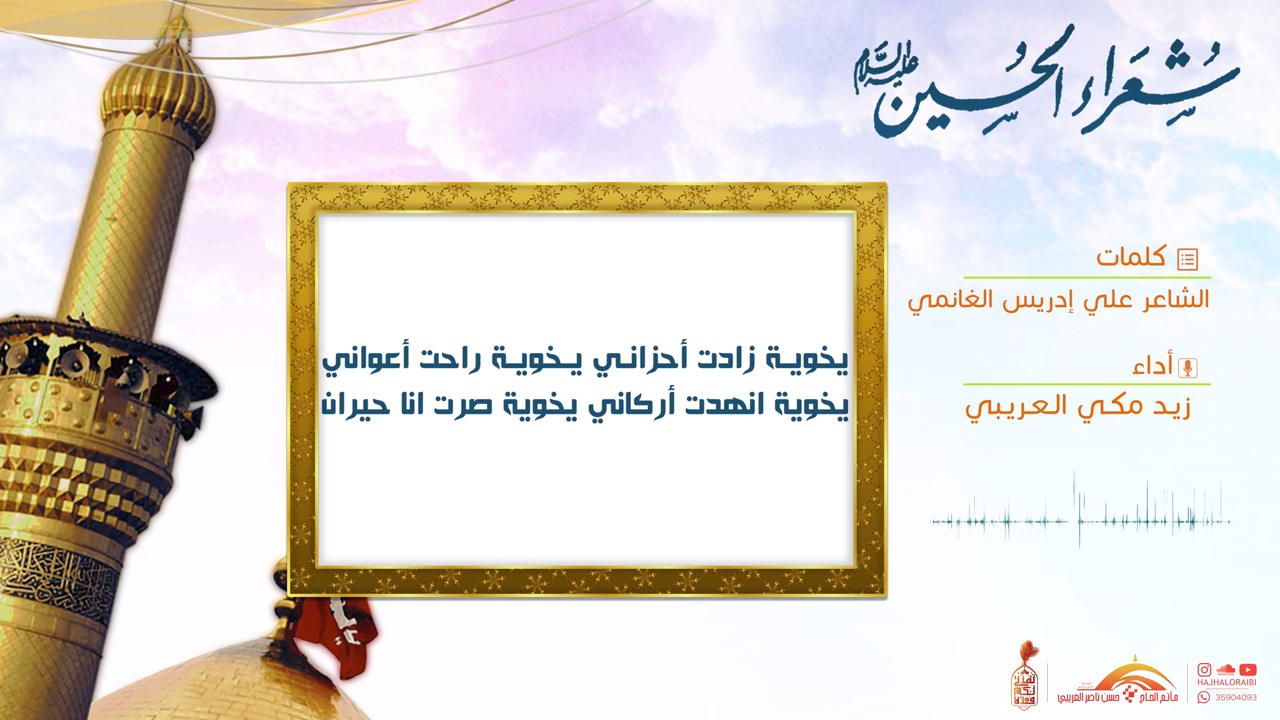 شعراء الحسين عليه السلام
كلمات
الشاعر علي إدريس الغانمي
أداء
زيد مكي العريبي
يخوية زادت أحزاني يخوية راحت أعواني
يخوية انهدت أركاني يخوية صرت انا حيران
مأتم الحاج حسن ناصر العريبي
HAJHALORAIBI
35904093